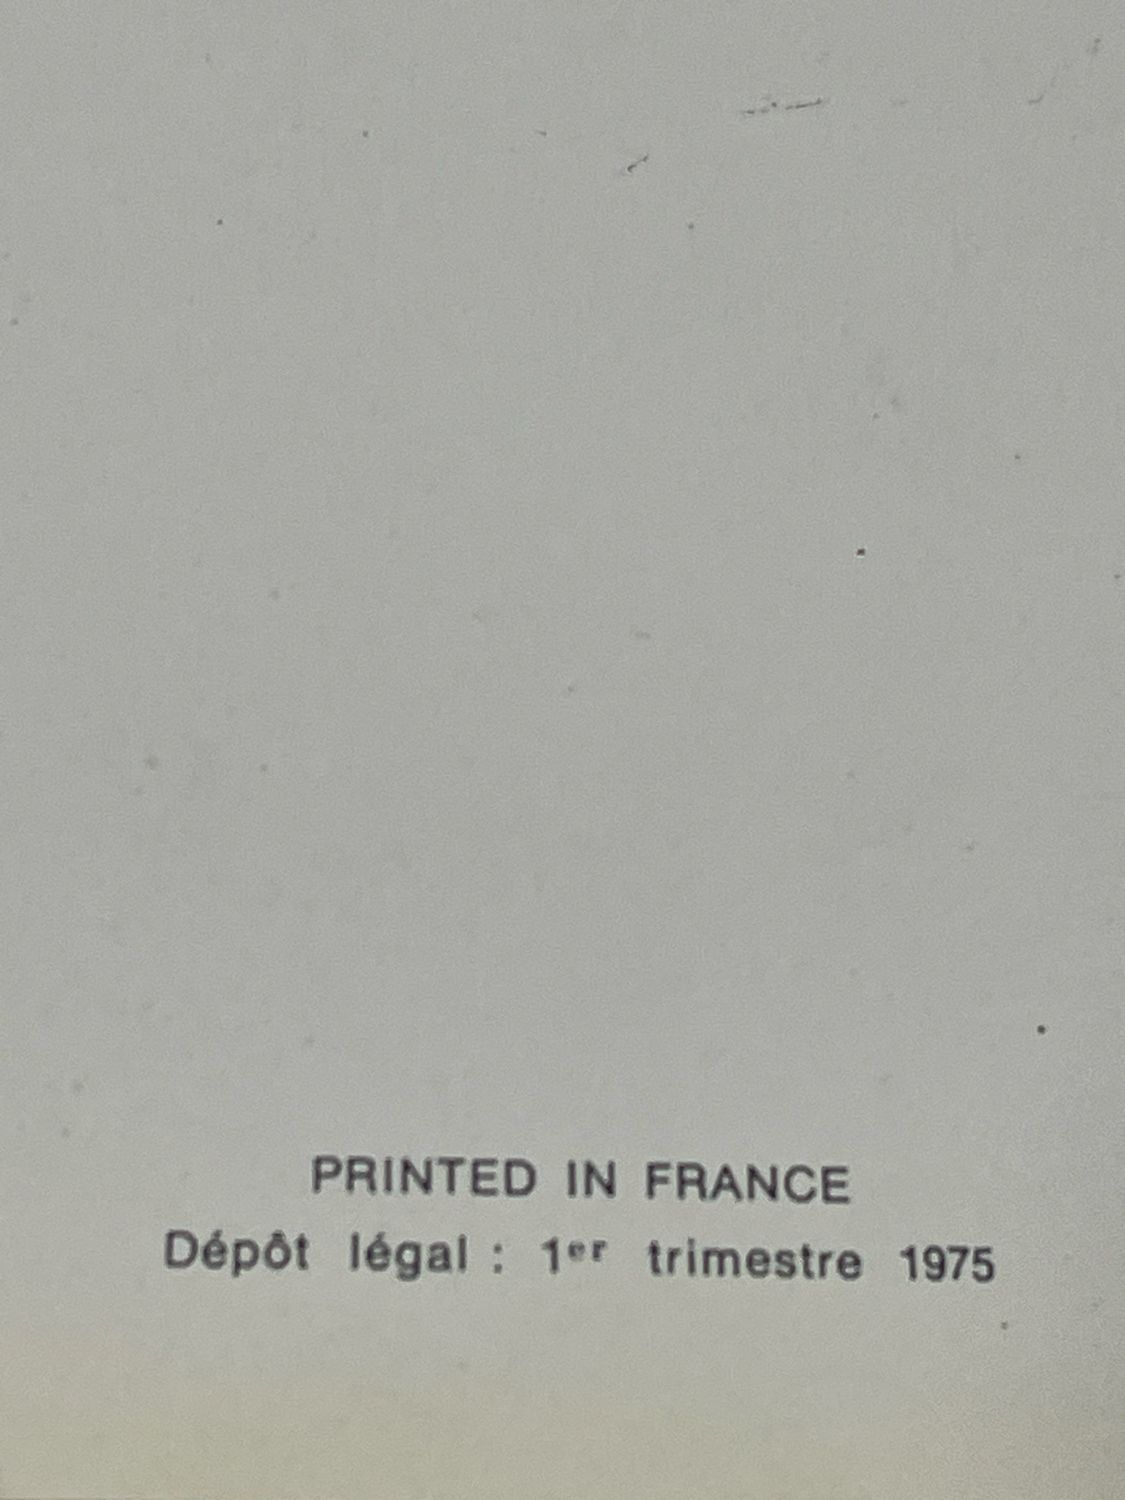 PRINTED IN FRANCE
Dépôt légal : 1er trimestre 1975